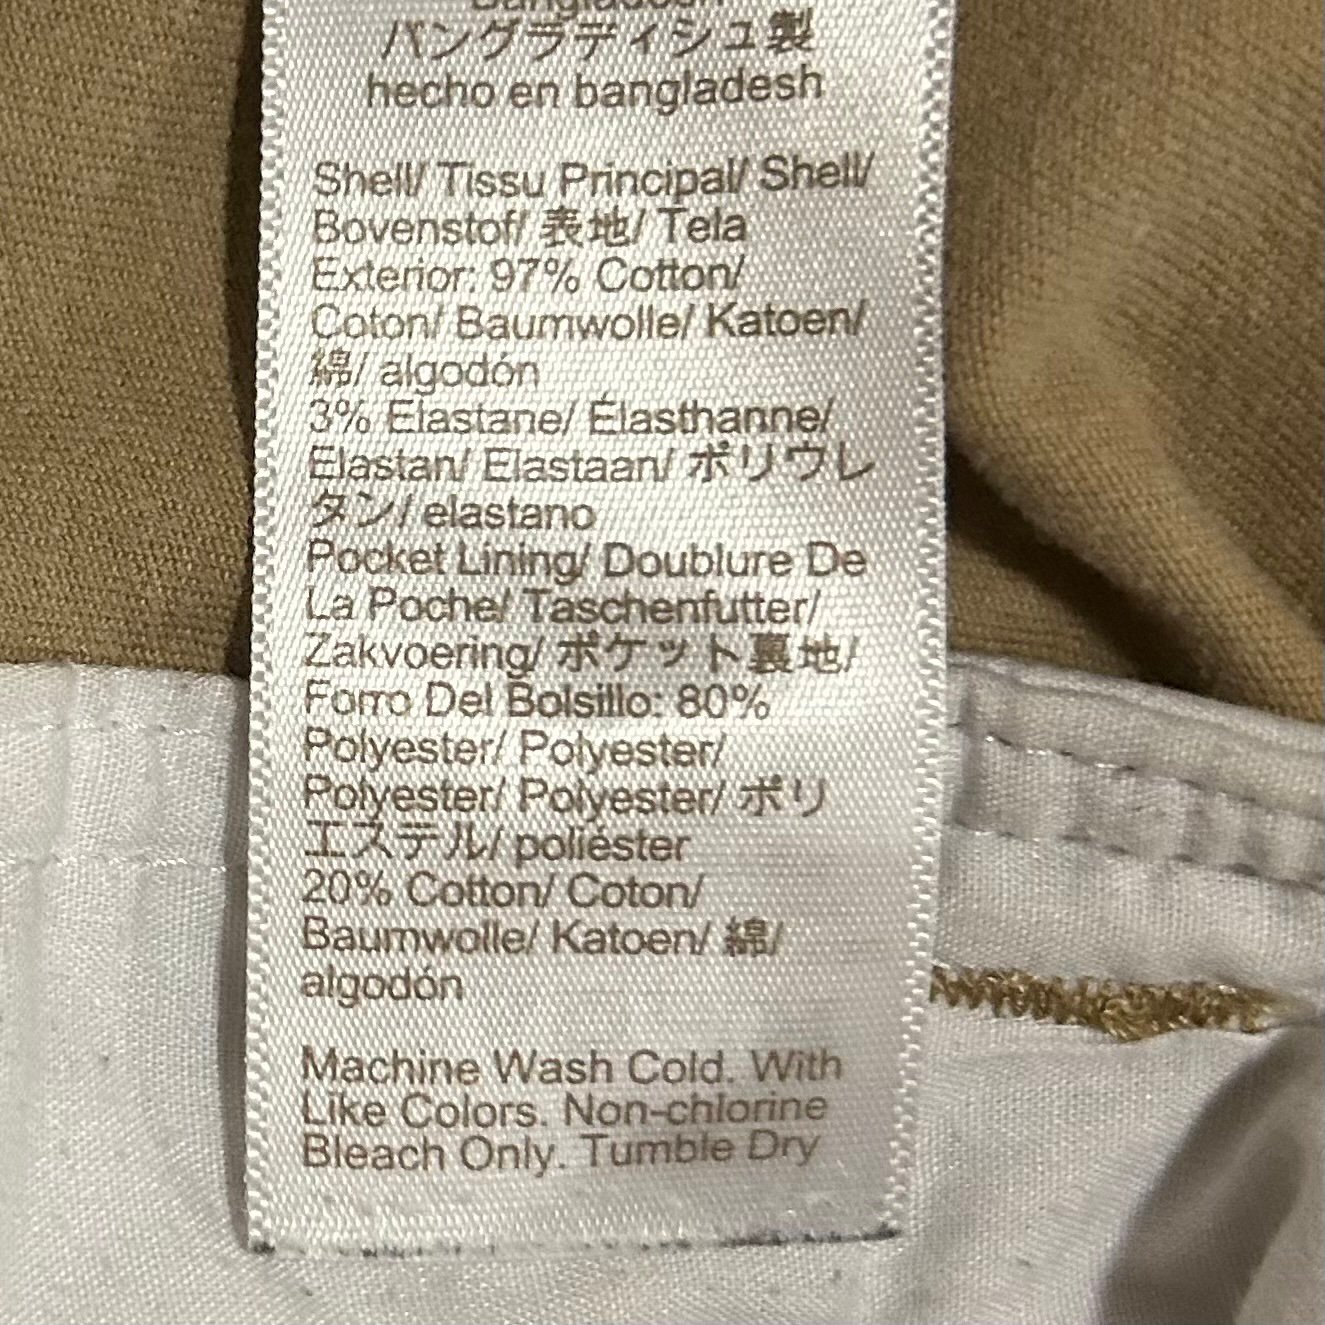 Bangladesh
バングラディシュ製
hecho en bangladesh
Shell/ Tissu Principal/ Shell/
Bovenstof/ 表地/ Tela
Exterior: 97% Cotton/
Coton/ Baumwolle/ Katoen/
綿/ algodón
3% Elastane/ Élasthanne/
Elastan/ Elastaan/ ポリウレ
タン/ elastano
Pocket Lining/ Doublure De
La Poche/ Taschenfutter/
Zakvoering/ ポケット裏地/
Forro Del Bolsillo: 80%
Polyester/ Polyester/
Polyester/ Polyester/ ポリ
エステル/ poliéster
20% Cotton/ Coton/
Baumwolle/ Katoen/ 綿/
algodón
Machine Wash Cold. With
Like Colors. Non-chlorine
Bleach Only. Tumble Dry